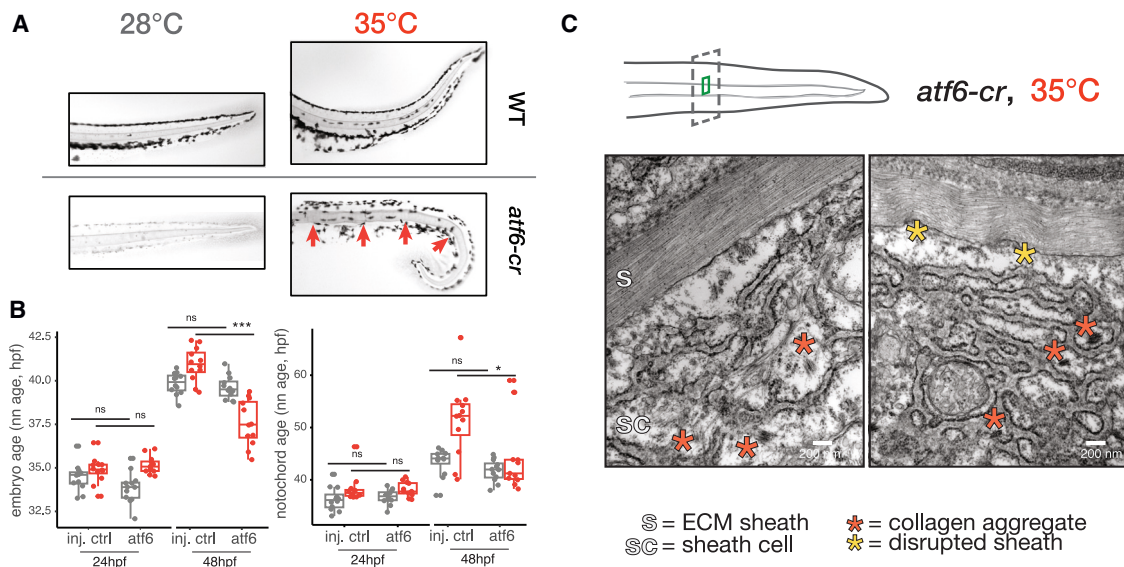 A
28°C
35°C
WT
atf6-cr
B
embryo age (nn age, hpf)
42.5
40.0
37.5
35.0
32.5
ns
***
ns
ns
inj. ctrl
atf6
inj. ctrl
atf6
24hpf
48hpf
notochord age (nn age, hpf)
60
50
40
ns
*
ns
ns
inj. ctrl
atf6
inj. ctrl
atf6
24hpf
48hpf
C
atf6-cr, 35°C
S
SC
200 nm
200 nm
S = ECM sheath
SC = sheath cell
* = collagen aggregate
* = disrupted sheath